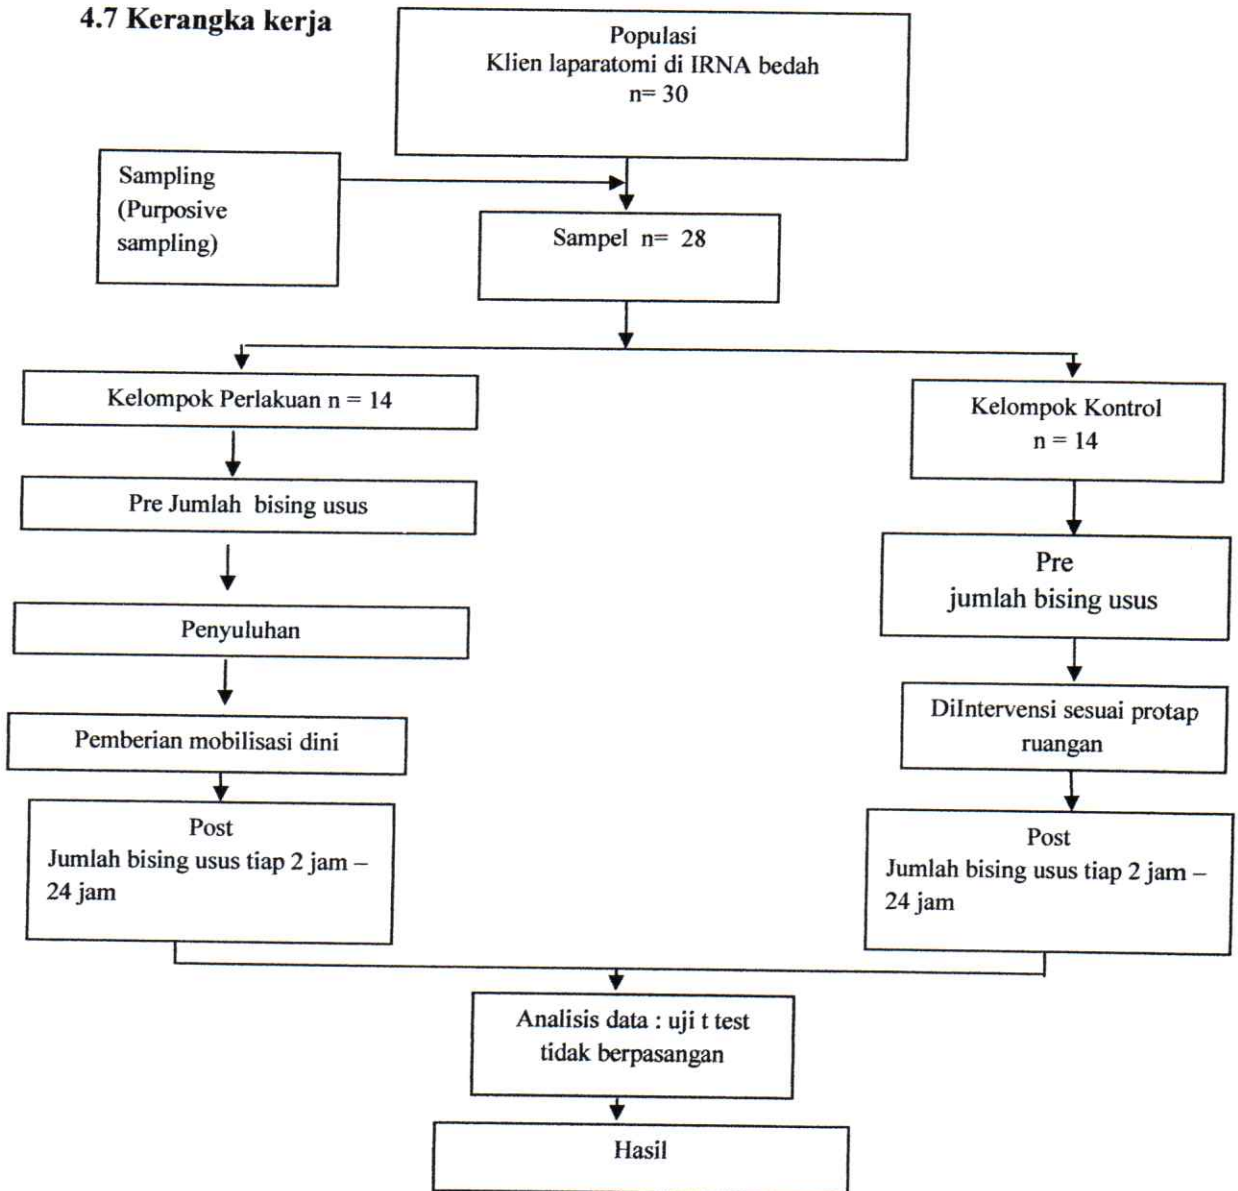 4.7 Kerangka kerja
Populasi
Klien laparatomi di IRNA bedah
n= 30
Sampling
(Purposive
sampling)
Sampel n= 28
Kelompok Perlakuan n = 14
Kelompok Kontrol
n = 14
Pre Jumlah bising usus
Pre
jumlah bising usus
Penyuluhan
DiIntervensi sesuai protap
ruangan
Pemberian mobilisasi dini
Post
Jumlah bising usus tiap 2 jam –
24 jam
Post
Jumlah bising usus tiap 2 jam –
24 jam
Analisis data : uji t test
tidak berpasangan
Hasil